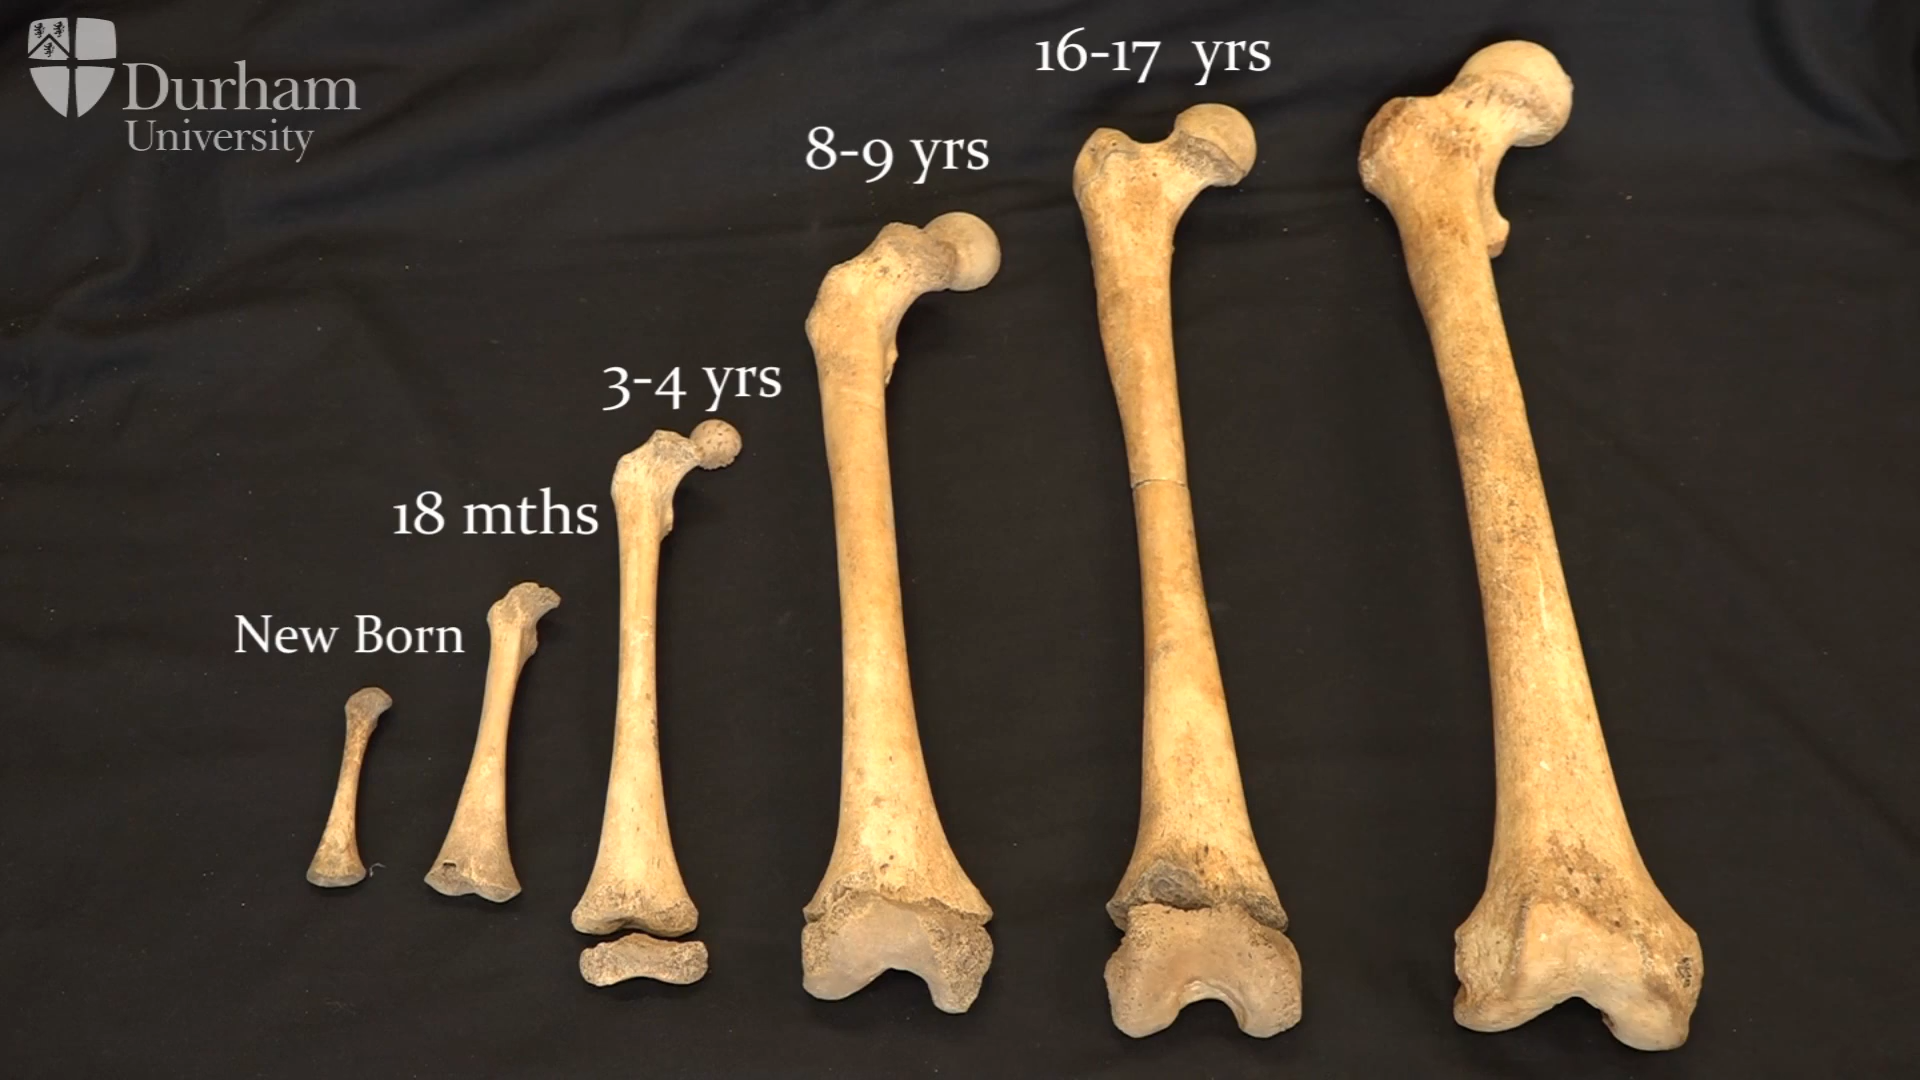 Durham
University
16-17 yrs
8-9 yrs
3-4 yrs
18 mths
New Born